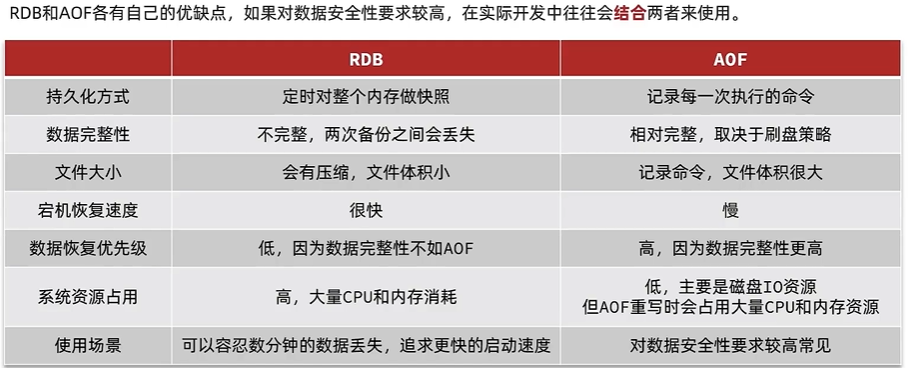 RDB和AOF各有自己的优缺点，如果对数据安全性要求较高，在实际开发中往往会结合两者来使用。
RDB AOF
持久化方式 定时对整个内存做快照 记录每一次执行的命令
数据完整性 不完整，两次备份之间会丢失 相对完整，取决于刷盘策略
文件大小 会有压缩，文件体积小 记录命令，文件体积很大
宕机恢复速度 很快 慢
数据恢复优先级 低，因为数据完整性不如AOF 高，因为数据完整性更高
系统资源占用 高，大量CPU和内存消耗 低，主要是磁盘IO资源
但AOF重写时会占用大量CPU和内存资源
使用场景 可以容忍数分钟的数据丢失，追求更快的启动速度 对数据安全性要求较高常见